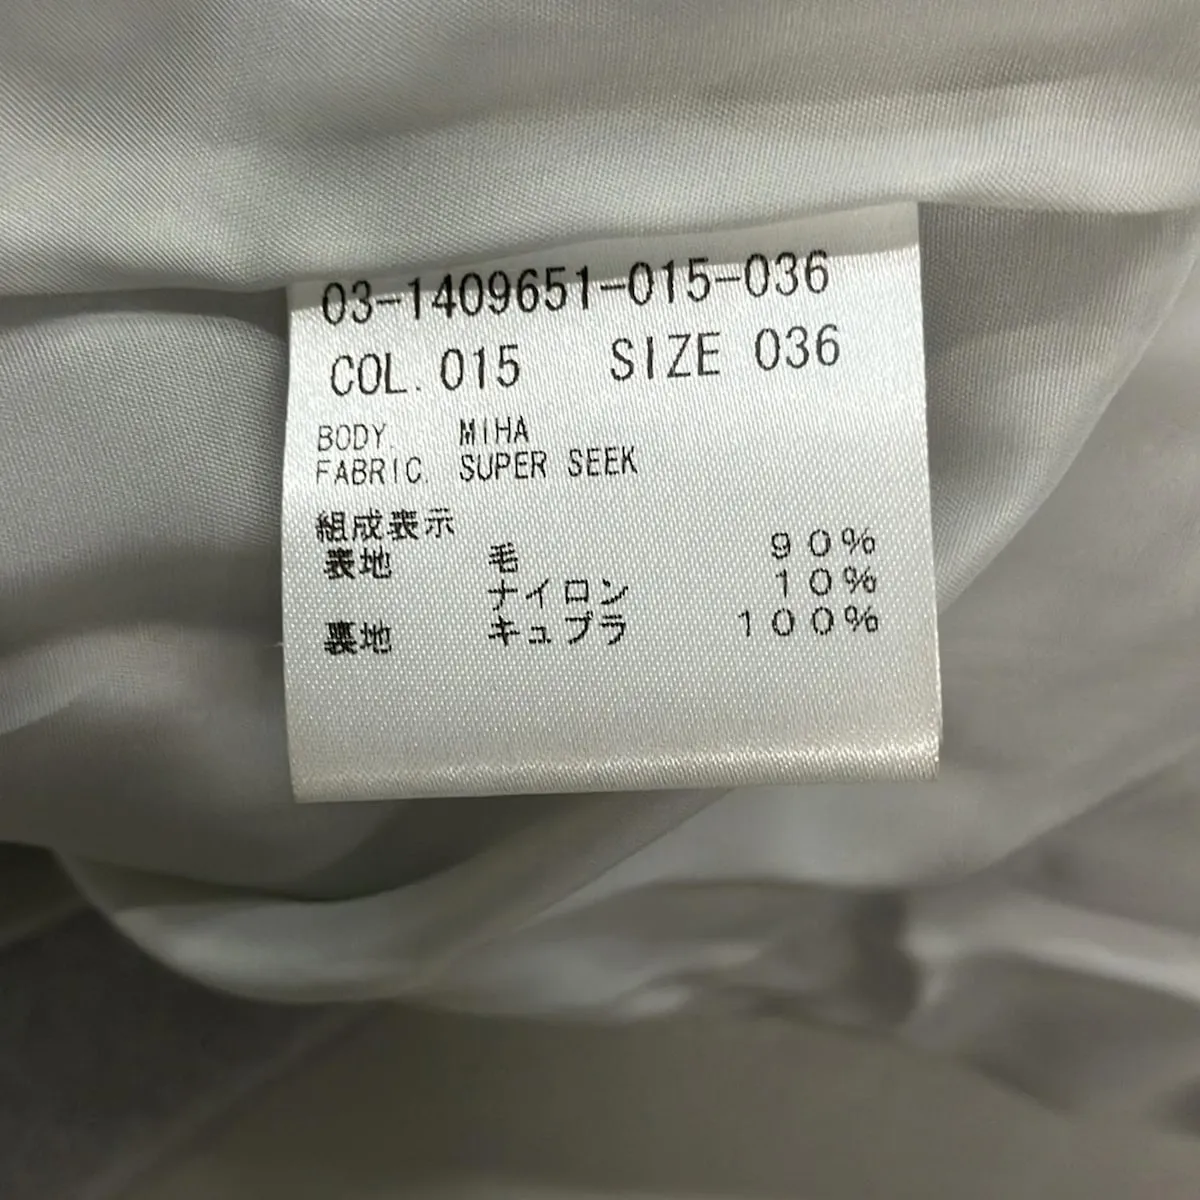 03-1409651-015-036
COL. 015 SIZE 036
BODY. MIHA
FABRIC. SUPER SEEK
組成表示
表地 毛 90%
ナイロン 10%
裏地 キュプラ 100%